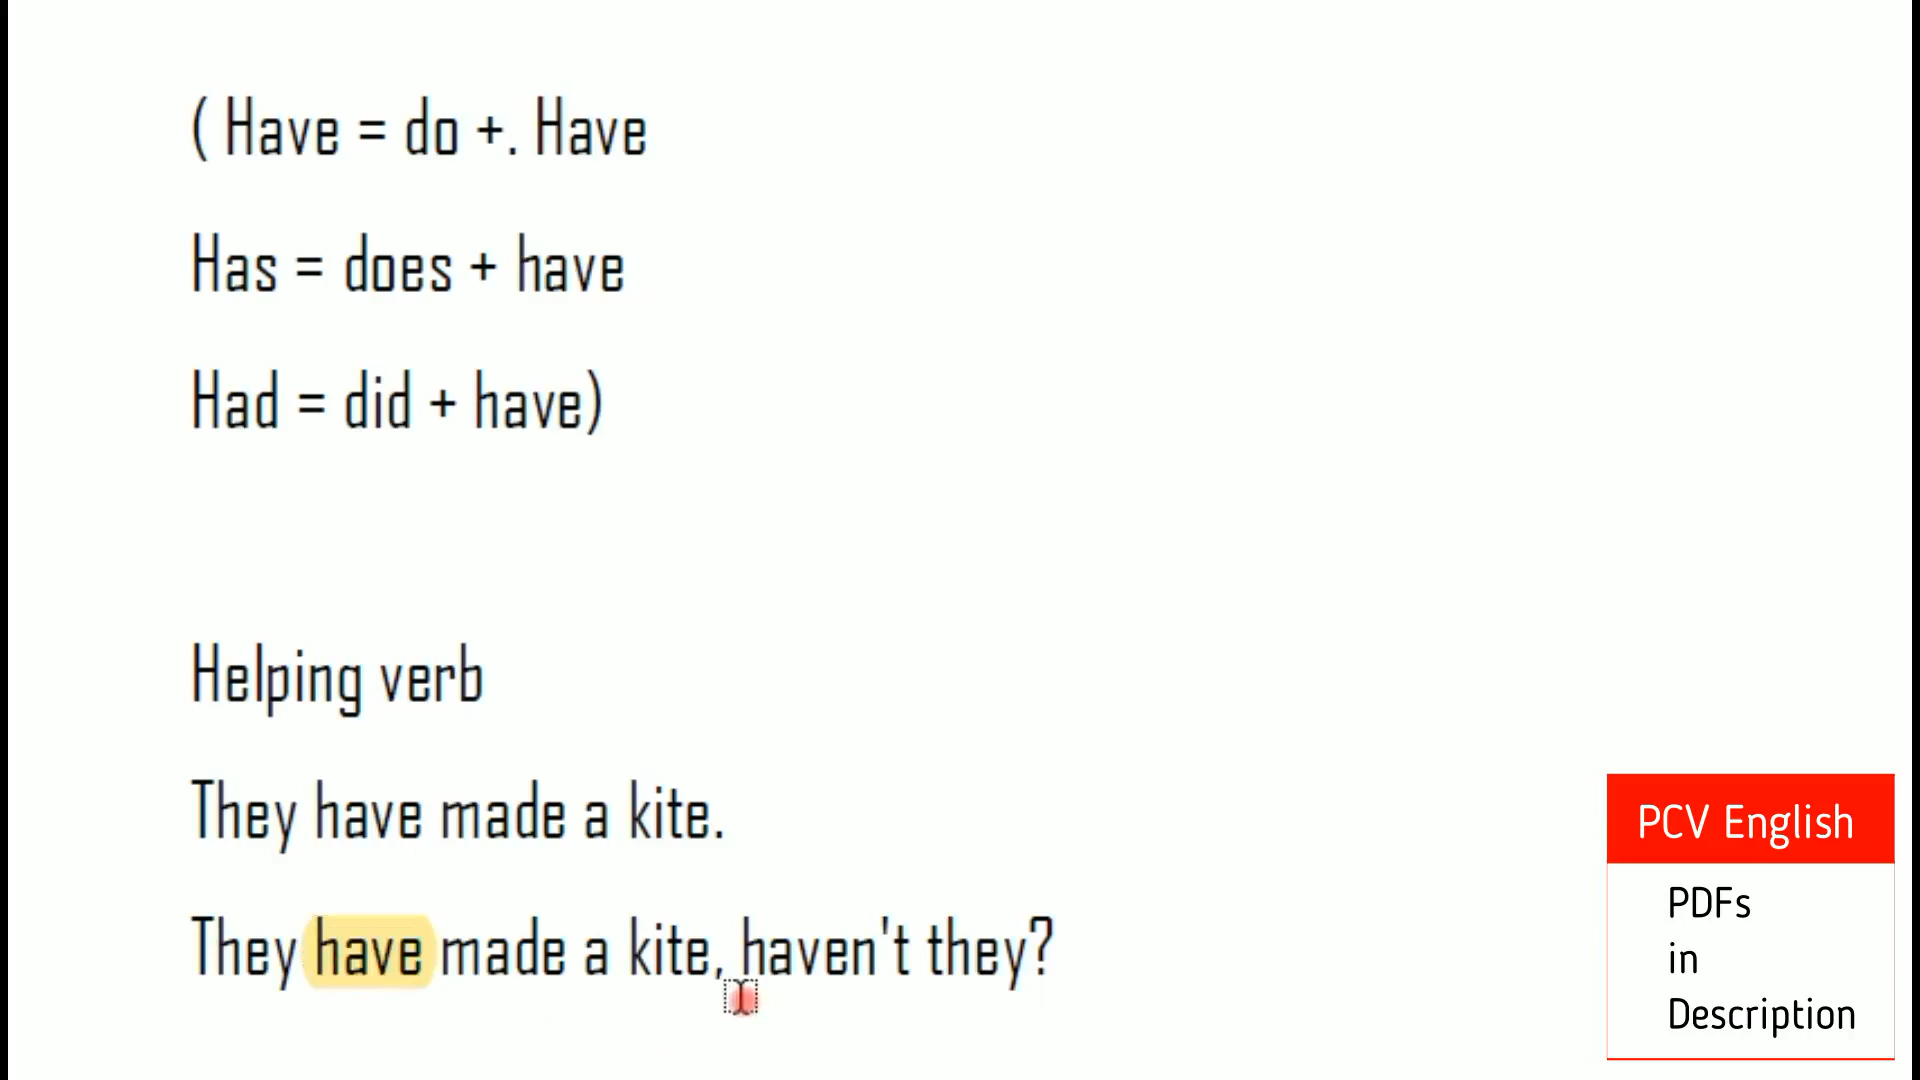 ( Have = do +. Have
Has = does + have
Had = did + have)
Helping verb
They have made a kite.
They have made a kite, haven't they?
PCV English
PDFs
in
Description